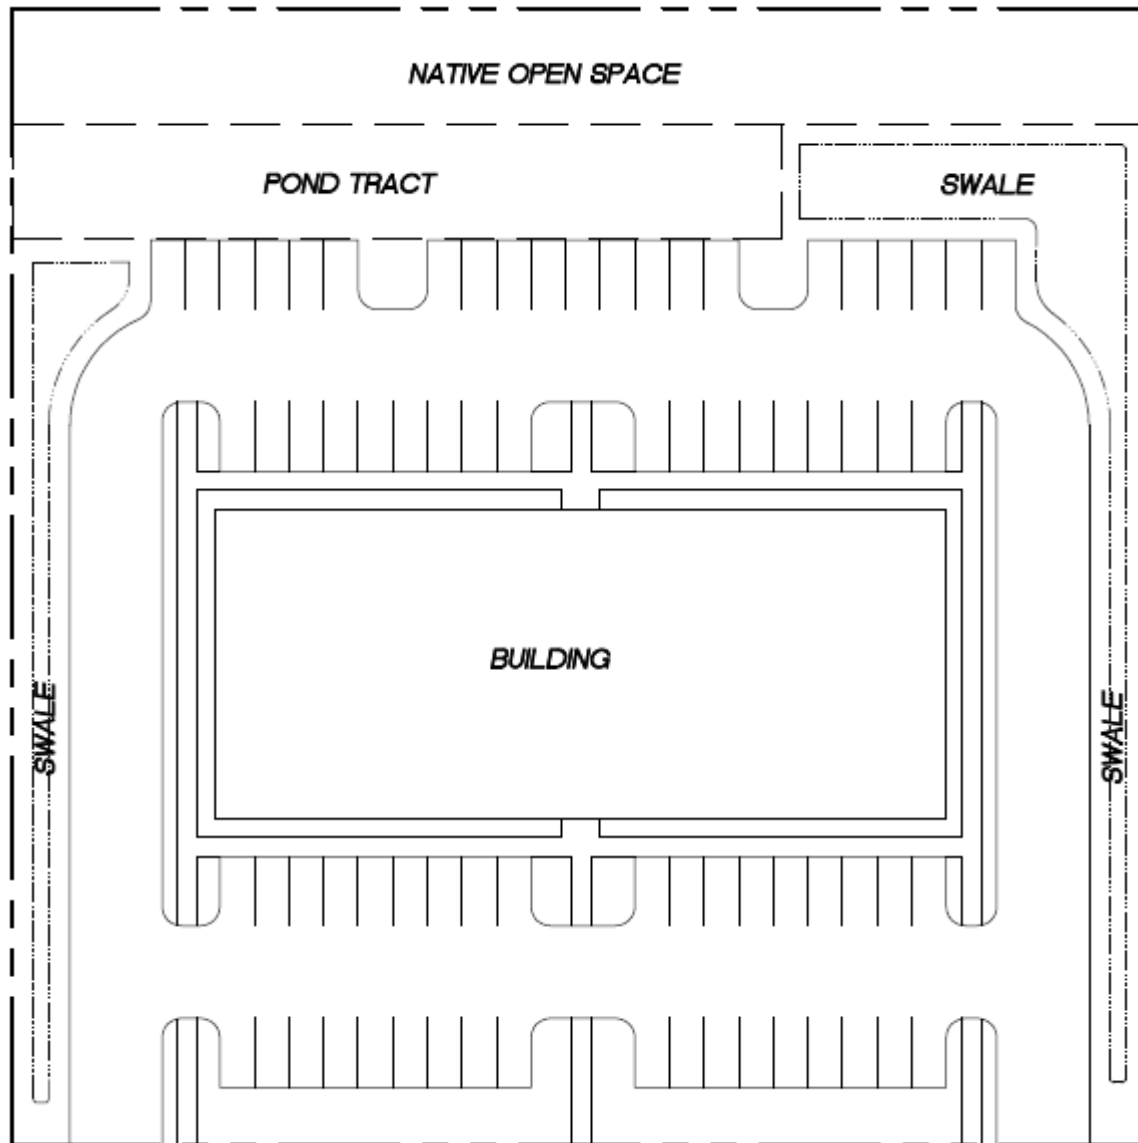 NATIVE OPEN SPACE
POND TRACT
SWALE
BUILDING
SWALE
SWALE